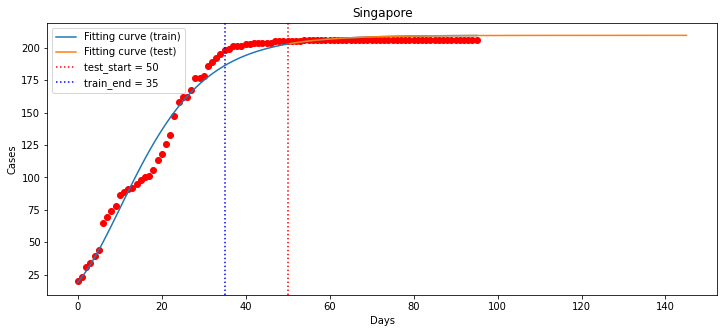 Singapore
Fitting curve (train)
Fitting curve (test)
test_start = 50
train_end = 35
200
175
150
125
100
75
50
25
Cases
0 20 40 60 80 100 120 140
Days